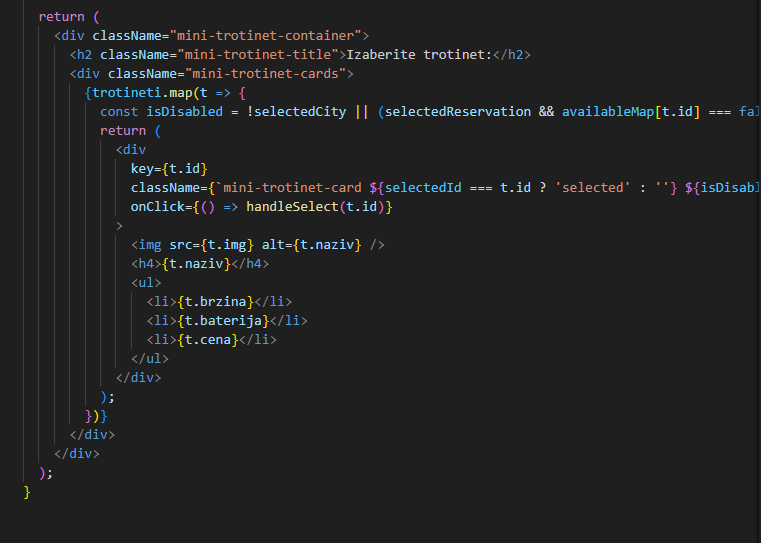 return (
<div className="mini-trotinet-container">
<h2 className="mini-trotinet-title">Izaberite trotinet:</h2>
<div className="mini-trotinet-cards">
{trotineti.map(t => {
const isDisabled = !selectedCity || (selectedReservation && availableMap[t.id] === fal
return (
<div
key={t.id}
className={`mini-trotinet-card ${selectedId === t.id ? 'selected' : ''} ${isDisabl
onClick={() => handleSelect(t.id)}
>
<img src={t.img} alt={t.naziv} />
<h4>{t.naziv}</h4>
<ul>
<li>{t.brzina}</li>
<li>{t.baterija}</li>
<li>{t.cena}</li>
</ul>
</div>
);
})}
</div>
</div>
);
}